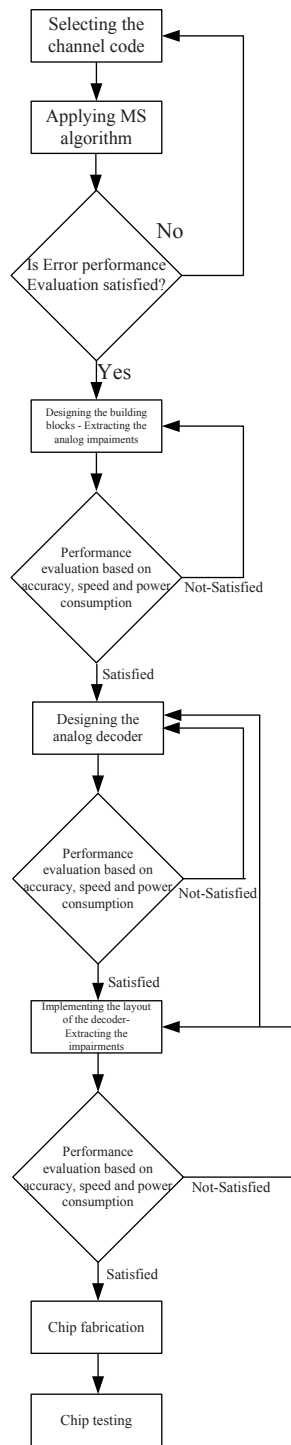 Selecting the
channel code
Applying MS
algorithm
No
Is Error performance
Evaluation satisfied?
Yes
Designing the building
blocks - Extracting the
analog impaiments
Performance
evaluation based on
accuracy, speed and power
consumption
Not-Satisfied
Satisfied
Designing the
analog decoder
Performance
evaluation based on
accuracy, speed and power
consumption
Not-Satisfied
Satisfied
Implementing the layout
of the decoder-
Extracting the
impairments
Performance
evaluation based on
accuracy, speed and power
consumption
Not-Satisfied
Satisfied
Chip fabrication
Chip testing